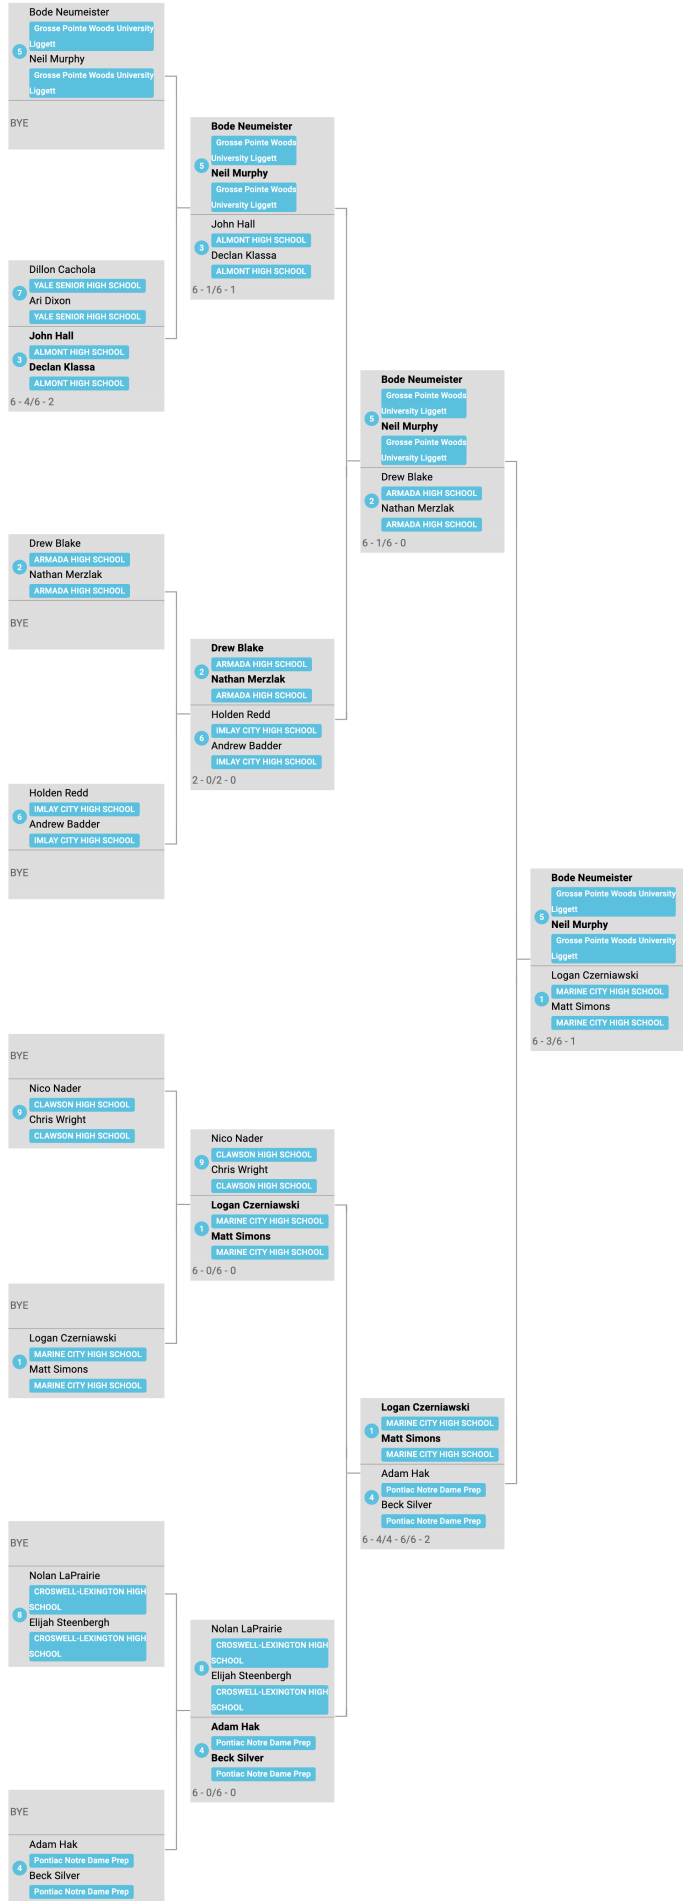 Bode Neumeister
Grosse Pointe Woods University
Liggett
5
Neil Murphy
Grosse Pointe Woods University
Liggett
BYE
Bode Neumeister
Grosse Pointe Woods
University Liggett
5
Neil Murphy
Grosse Pointe Woods
University Liggett
John Hall
ALMONT HIGH SCHOOL
3
Declan Klassa
ALMONT HIGH SCHOOL
6 - 1/6 - 1
Dillon Cachola
YALE SENIOR HIGH SCHOOL
7
Ari Dixon
YALE SENIOR HIGH SCHOOL
John Hall
ALMONT HIGH SCHOOL
3
Declan Klassa
ALMONT HIGH SCHOOL
6 - 4/6 - 2
Bode Neumeister
Grosse Pointe Woods
University Liggett
5
Neil Murphy
Grosse Pointe Woods
University Liggett
Drew Blake
ARMADA HIGH SCHOOL
2
Nathan Merzlak
ARMADA HIGH SCHOOL
6 - 1/6 - 0
Drew Blake
ARMADA HIGH SCHOOL
2
Nathan Merzlak
ARMADA HIGH SCHOOL
BYE
Drew Blake
ARMADA HIGH SCHOOL
2
Nathan Merzlak
ARMADA HIGH SCHOOL
Holden Redd
IMLAY CITY HIGH SCHOOL
6
Andrew Badder
IMLAY CITY HIGH SCHOOL
2 - 0/2 - 0
Holden Redd
IMLAY CITY HIGH SCHOOL
6
Andrew Badder
IMLAY CITY HIGH SCHOOL
BYE
Bode Neumeister
Grosse Pointe Woods University
Liggett
5
Neil Murphy
Grosse Pointe Woods University
Liggett
Logan Czerniawski
MARINE CITY HIGH SCHOOL
1
Matt Simons
MARINE CITY HIGH SCHOOL
6 - 3/6 - 1
BYE
Nico Nader
CLAWSON HIGH SCHOOL
9
Chris Wright
CLAWSON HIGH SCHOOL
Nico Nader
CLAWSON HIGH SCHOOL
9
Chris Wright
CLAWSON HIGH SCHOOL
Logan Czerniawski
MARINE CITY HIGH SCHOOL
1
Matt Simons
MARINE CITY HIGH SCHOOL
6 - 0/6 - 0
BYE
Logan Czerniawski
MARINE CITY HIGH SCHOOL
1
Matt Simons
MARINE CITY HIGH SCHOOL
Logan Czerniawski
MARINE CITY HIGH SCHOOL
1
Matt Simons
MARINE CITY HIGH SCHOOL
Adam Hak
Pontiac Notre Dame Prep
4
Beck Silver
Pontiac Notre Dame Prep
6 - 4/4 - 6/6 - 2
BYE
Nolan LaPrairie
CROSWELL-LEXINGTON HIGH
SCHOOL
8
Elijah Steenbergh
CROSWELL-LEXINGTON HIGH
SCHOOL
Nolan LaPrairie
CROSWELL-LEXINGTON HIGH
SCHOOL
8
Elijah Steenbergh
CROSWELL-LEXINGTON HIGH
SCHOOL
Adam Hak
Pontiac Notre Dame Prep
4
Beck Silver
Pontiac Notre Dame Prep
6 - 0/6 - 0
BYE
Adam Hak
Pontiac Notre Dame Prep
4
Beck Silver
Pontiac Notre Dame Prep